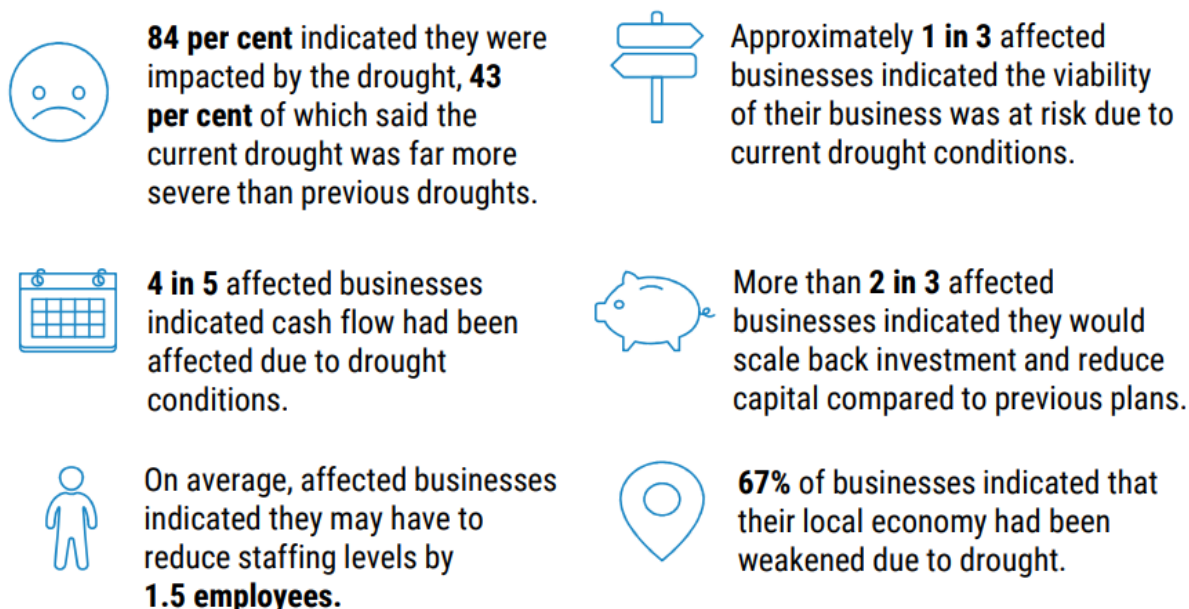 84 per cent indicated they were
impacted by the drought, 43
per cent of which said the
current drought was far more
severe than previous droughts.
Approximately 1 in 3 affected
businesses indicated the viability
of their business was at risk due to
current drought conditions.
4 in 5 affected businesses
indicated cash flow had been
affected due to drought
conditions.
More than 2 in 3 affected
businesses indicated they would
scale back investment and reduce
capital compared to previous plans.
On average, affected businesses
indicated they may have to
reduce staffing levels by
1.5 employees.
67% of businesses indicated that
their local economy had been
weakened due to drought.